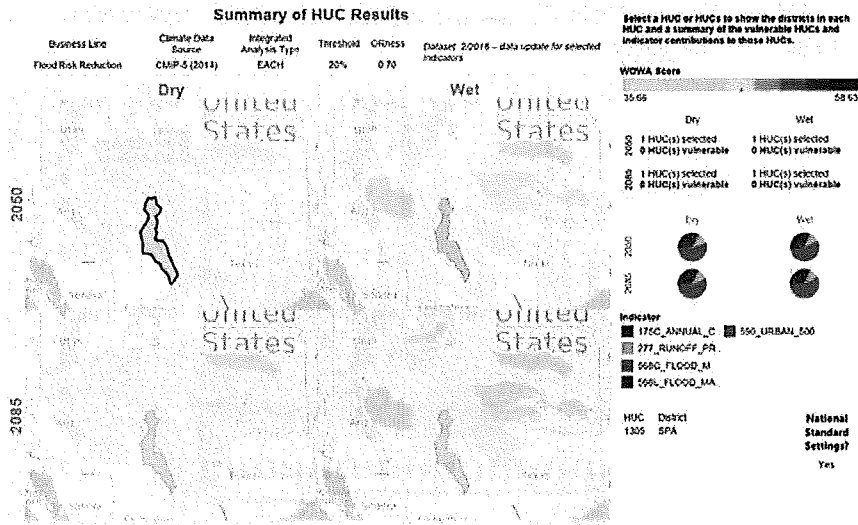 Summary of HUC Results
Business Line
Climate Data
Source
Integrated
Analysis Type
Threshold
ORness
Flood Risk Reduction
CMIP-5 (2014)
EACH
20%
0.70
Dataset: 2/2016 – data update for selected
indicators
Select a HUC or HUCs to show the districts in each
HUC and a summary of the vulnerable HUCs and
indicator contributions to those HUCs.
WOWA Score
35.66
58.63
Dry
Wet
2050
2085
United
States
United
States
United
States
United
States
Dry
Wet
2050
1 HUC(s) selected
0 HUC(s) vulnerable
1 HUC(s) selected
0 HUC(s) vulnerable
2085
1 HUC(s) selected
0 HUC(s) vulnerable
1 HUC(s) selected
0 HUC(s) vulnerable
Dry
Wet
2050
2085
Indicator
175C_ANNUAL_C
590_URBAN_500
277_RUNOFF_PR..
568C_FLOOD_M
568L_FLOOD_MA..
HUC District
1305 SPA
National
Standard
Settings?
Yes